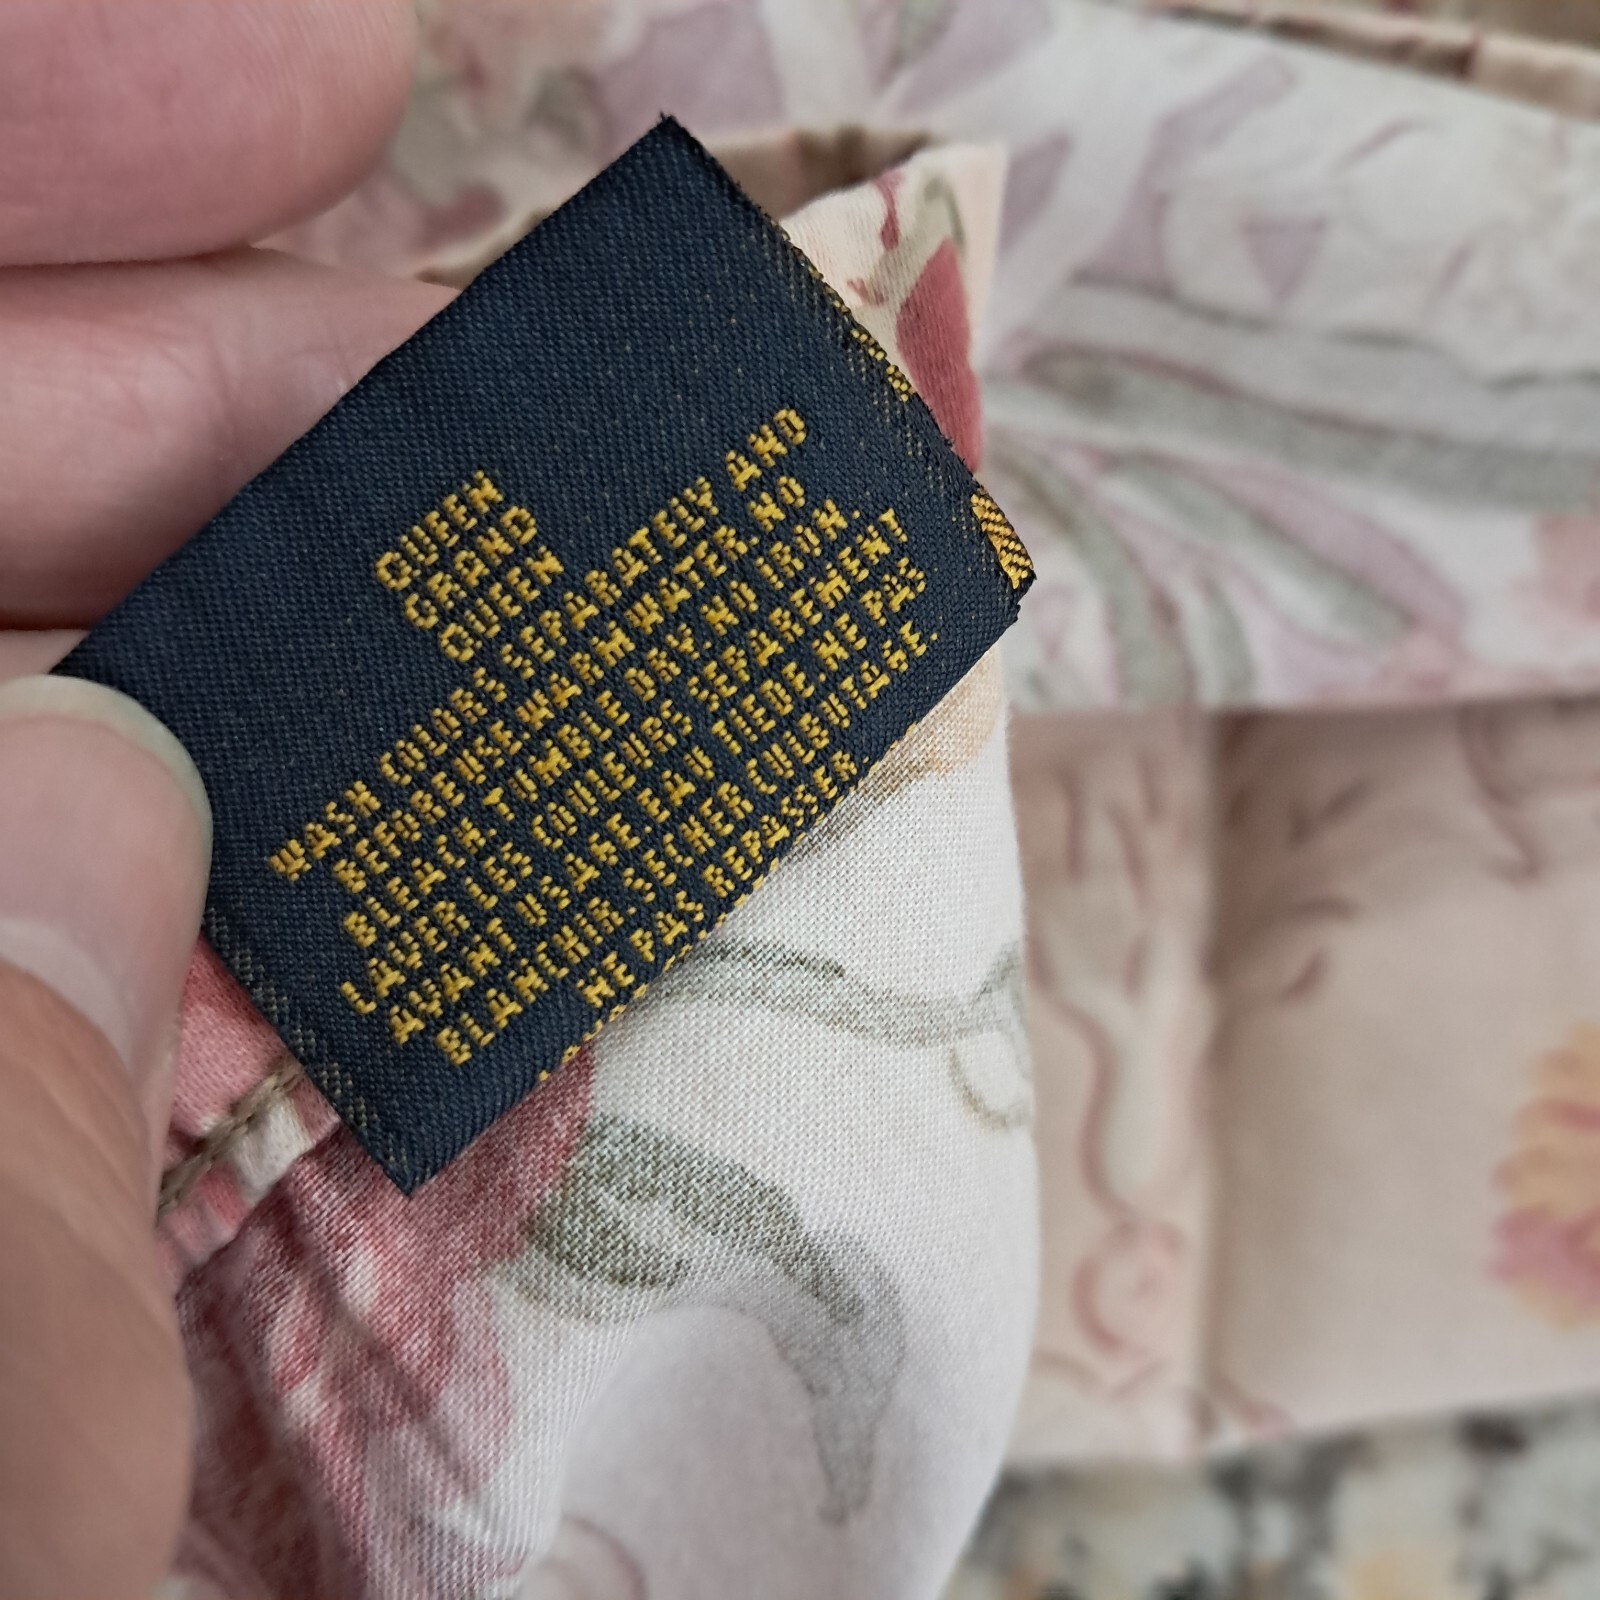 QUEEN
GRAND
QUEEN
WASH COLORS SEPARATELY AND
BEFORE USE.WARM WATER.NO
BLEACH.TUMBLE DRY.NO IRON.
LAVER LES COULEURS SEPAREMENT
AVANT USAGE.EAU TIEDE.NE PAS
BLANCHIR.SECHER CULBUTAGE.
NE PAS REPASSER